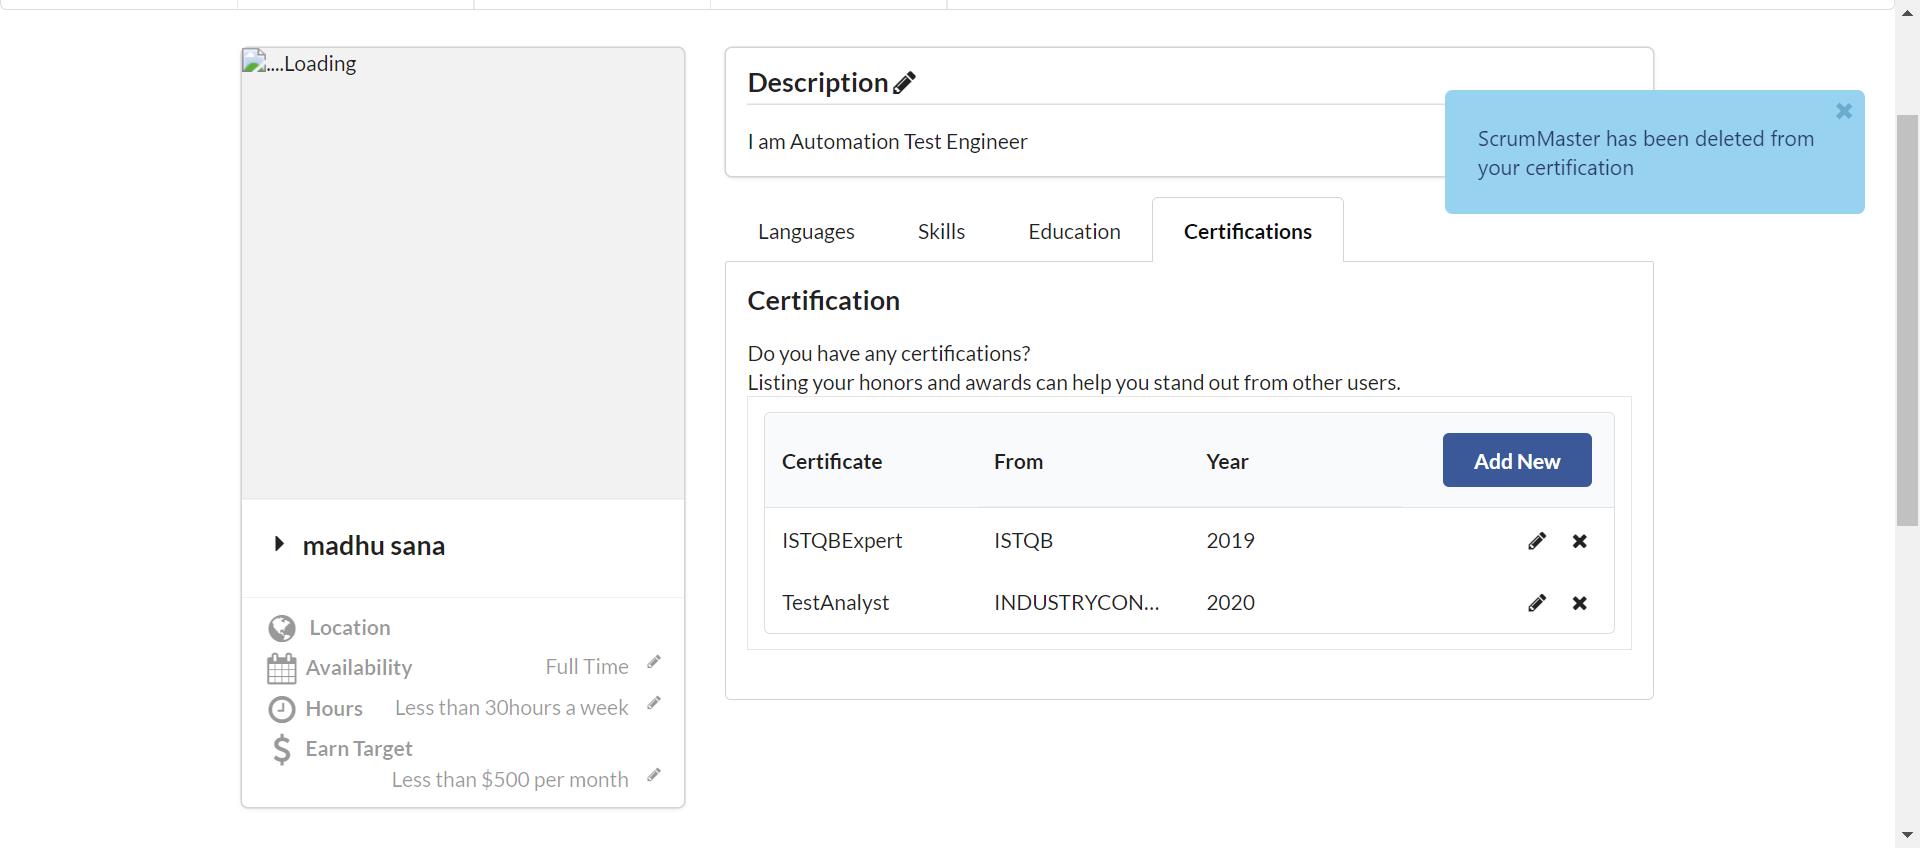 ....Loading
madhu sana
Location
Availability Full Time
Hours Less than 30hours a week
Earn Target
Less than $500 per month
Description
I am Automation Test Engineer
ScrumMaster has been deleted from
your certification
Languages Skills Education Certifications
Certification
Do you have any certifications?
Listing your honors and awards can help you stand out from other users.
Certificate From Year Add New
ISTQBExpert ISTQB 2019
TestAnalyst INDUSTRYCON... 2020